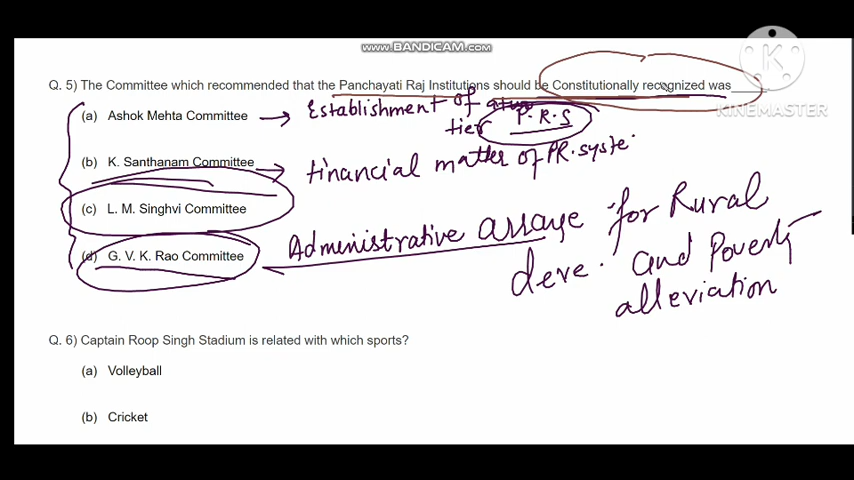 www.BANDICAM.com
Q. 5) The Committee which recommended that the Panchayati Raj Institutions should be Constitutionally recognized was____
KINEMASTER
(a) Ashok Mehta Committee → Establishment of
tier P.R.S
(b) K. Santhanam Committee → financial matter of PR.syste
(c) L. M. Singhvi Committee
(d) G. V. K. Rao Committee Administrative arrange for Rural
deve. and Poverty
alleviation
Q. 6) Captain Roop Singh Stadium is related with which sports?
(a) Volleyball
(b) Cricket